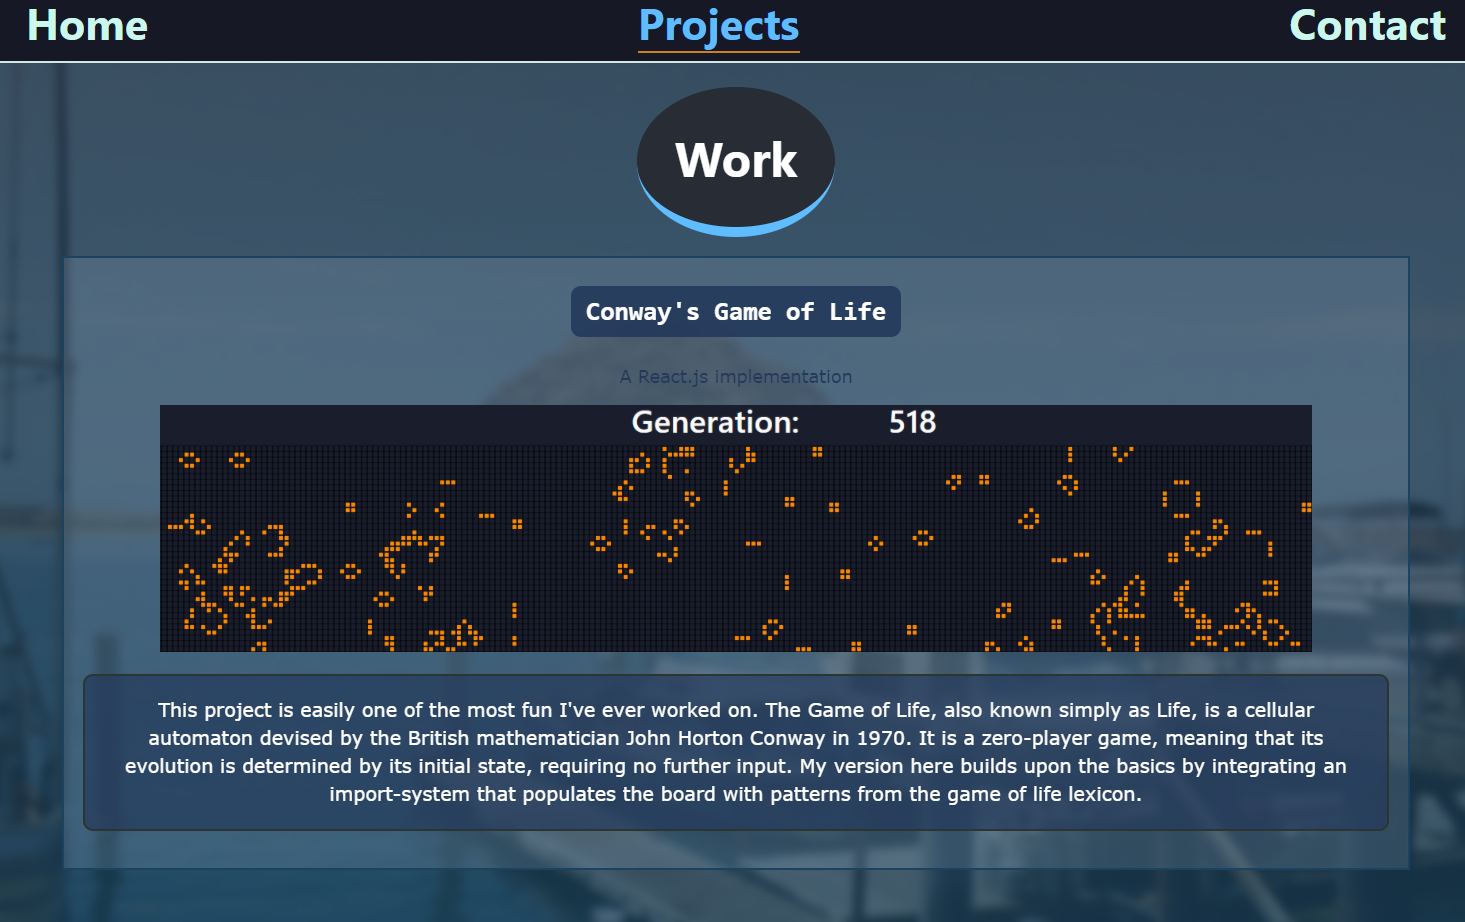 Home Projects Contact
Work
Conway's Game of Life
A React.js implementation
Generation: 518
This project is easily one of the most fun I've ever worked on. The Game of Life, also known simply as Life, is a cellular
automaton devised by the British mathematician John Horton Conway in 1970. It is a zero-player game, meaning that its
evolution is determined by its initial state, requiring no further input. My version here builds upon the basics by integrating an
import-system that populates the board with patterns from the game of life lexicon.